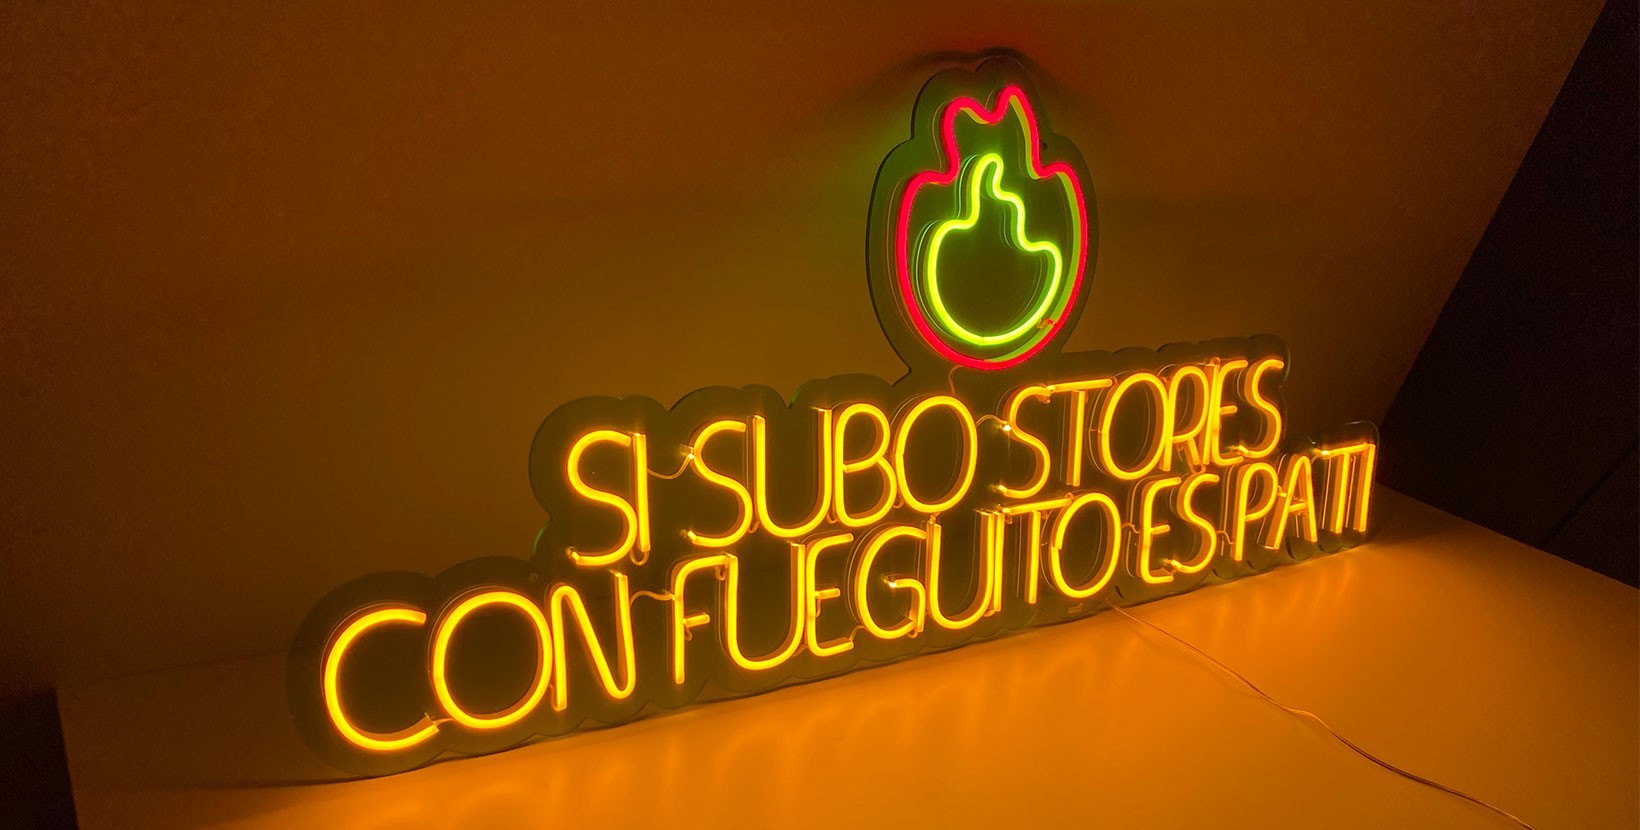 SI SUBO STORIES
CON FUEGUITO ES PA TI